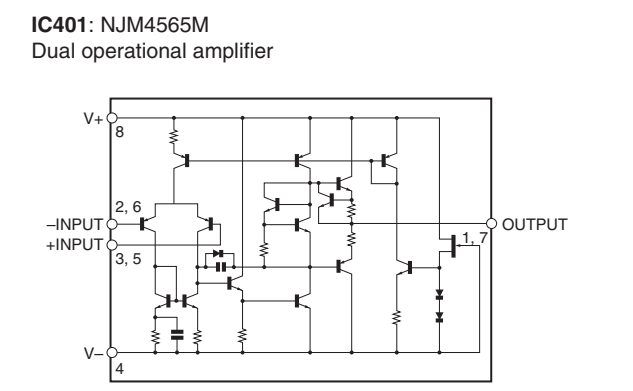 IC401: NJM4565M
Dual operational amplifier
V+
8
2, 6
–INPUT
+INPUT
3, 5
OUTPUT
1, 7
V–
4